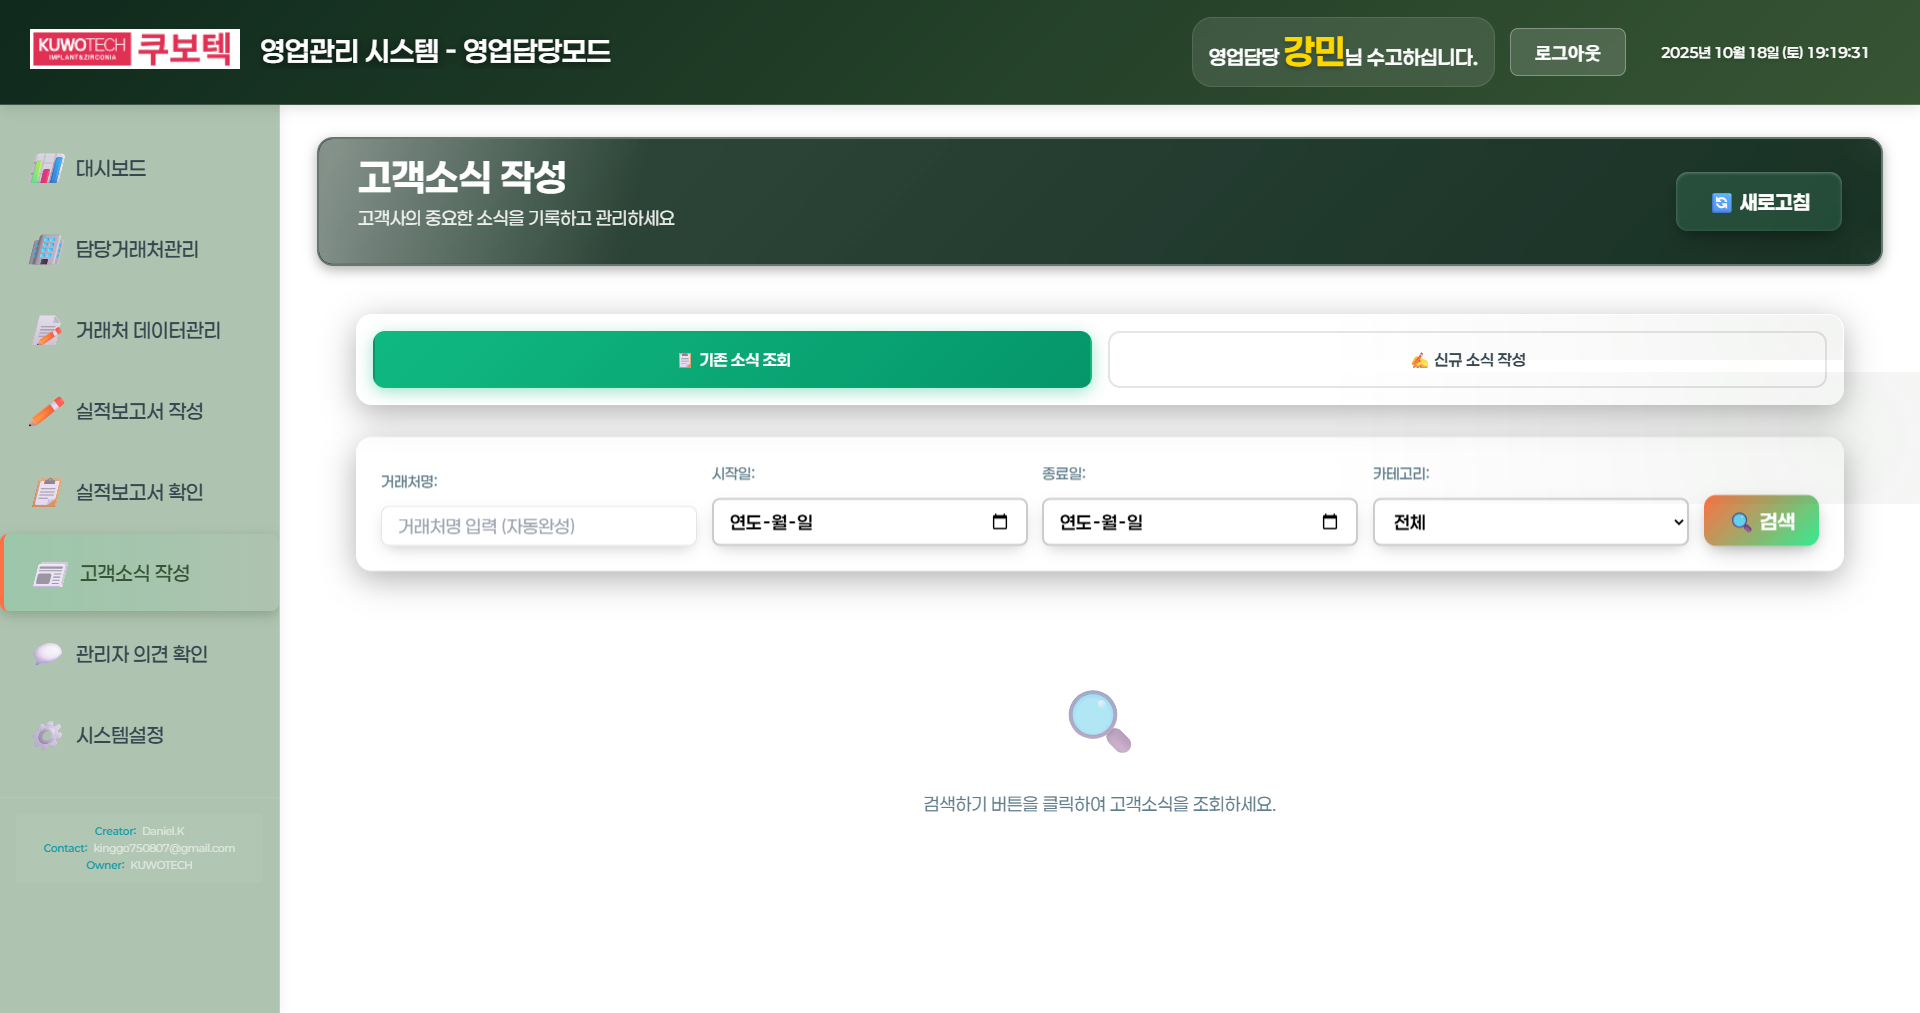 KUWOTECH
IMPLANT&ZIRCONIA
쿠보텍
영업관리 시스템 - 영업담당모드
영업담당 강민님 수고하십니다.
로그아웃
2025년 10월 18일 (토) 19:19:31
대시보드
담당거래처관리
거래처 데이터관리
실적보고서 작성
실적보고서 확인
고객소식 작성
관리자 의견 확인
시스템설정
Creator: Daniel.K
Contact: kinggo750807@gmail.com
Owner: KUWOTECH
고객소식 작성
고객사의 중요한 소식을 기록하고 관리하세요
새로고침
기존 소식 조회
신규 소식 작성
거래처명:
거래처명 입력 (자동완성)
시작일:
연도-월-일
종료일:
연도-월-일
카테고리:
전체
검색
검색하기 버튼을 클릭하여 고객소식을 조회하세요.